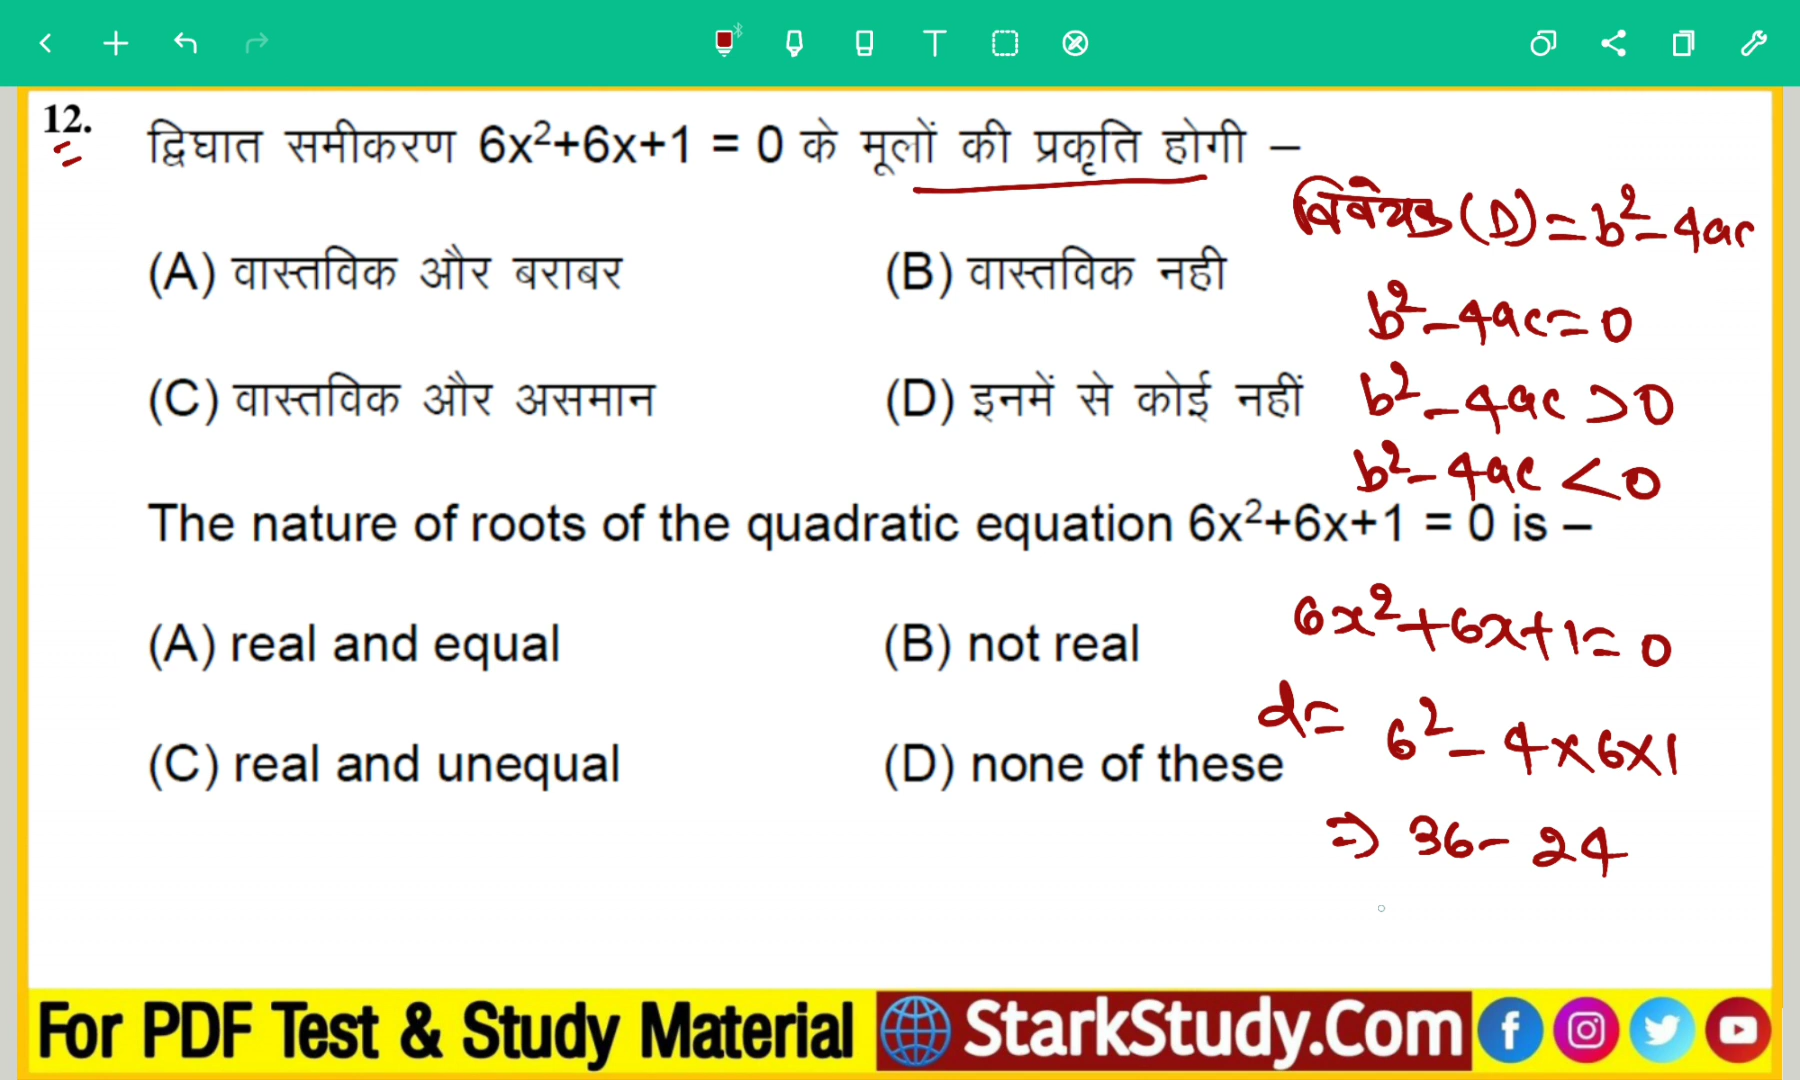 12.
द्विघात समीकरण 6x²+6x+1 = 0 के मूलों की प्रकृति होगी –
(A) वास्तविक और बराबर
(B) वास्तविक नही
(C) वास्तविक और असमान
(D) इनमें से कोई नहीं
The nature of roots of the quadratic equation 6x²+6x+1 = 0 is –
(A) real and equal
(B) not real
(C) real and unequal
(D) none of these
(D) = b² - 4ac
b² - 4ac = 0
b² - 4ac > 0
b² - 4ac < 0
6x² + 6x + 1 = 0
d = 6² - 4 × 6 × 1
⇒ 36 - 24
For PDF Test & Study Material StarkStudy.Com